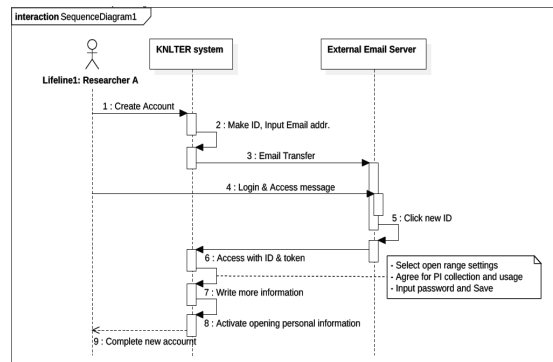 interaction SequenceDiagram1
KNLTER system
External Email Server
Lifeline1: Researcher A
1 : Create Account
2 : Make ID, Input Email addr.
3 : Email Transfer
4 : Login & Access message
5 : Click new ID
6 : Access with ID & token
- Select open range settings
- Agree for PI collection and usage
- Input password and Save
7 : Write more information
8 : Activate opening personal information
9 : Complete new account